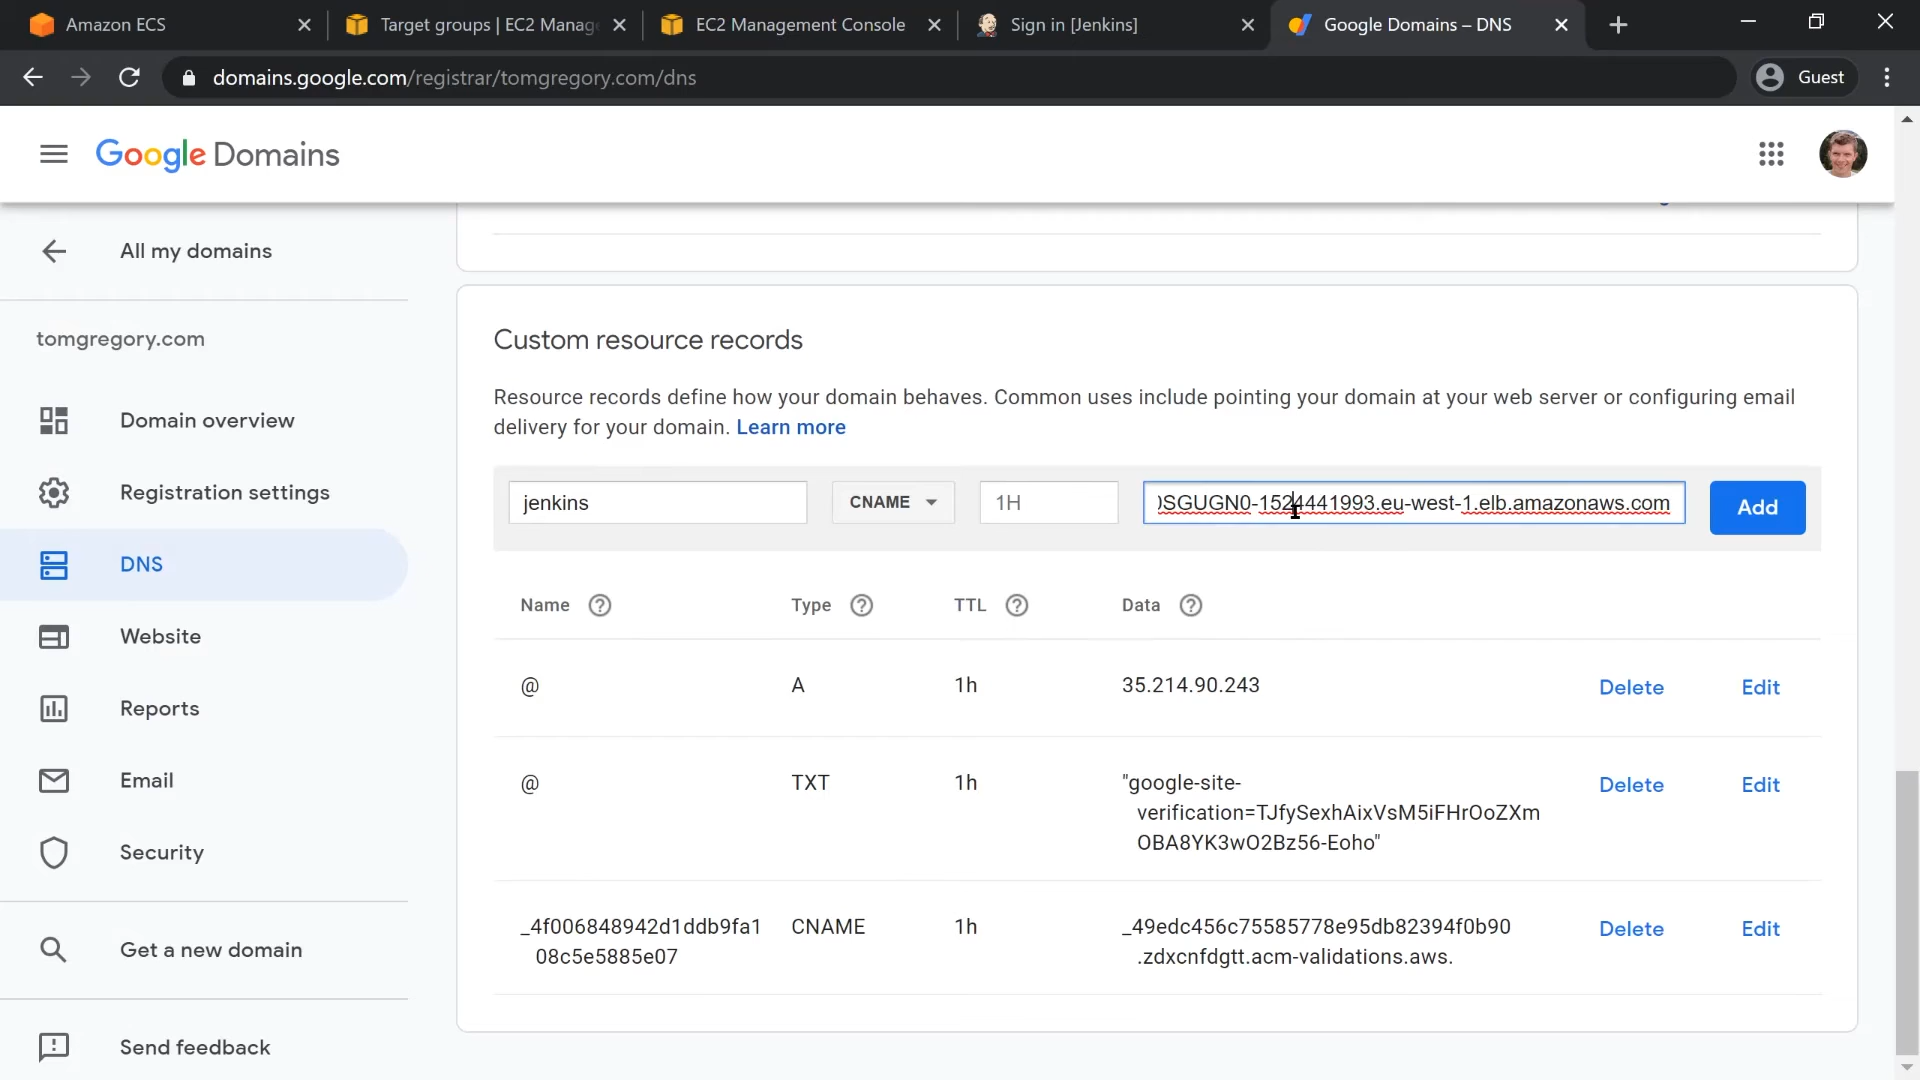 Amazon ECS
Target groups | EC2 Manag
EC2 Management Console
Sign in [Jenkins]
Google Domains – DNS
domains.google.com/registrar/tomgregory.com/dns
Guest
Google Domains
All my domains
tomgregory.com
Domain overview
Registration settings
DNS
Website
Reports
Email
Security
Get a new domain
Send feedback
Custom resource records
Resource records define how your domain behaves. Common uses include pointing your domain at your web server or configuring email
delivery for your domain. Learn more
jenkins
CNAME
1H
SGUGN0-1524441993.eu-west-1.elb.amazonaws.com
Add
Name
Type
TTL
Data
@
A
1h
35.214.90.243
Delete
Edit
@
TXT
1h
"google-site-
verification=TJfySexhAixVsM5iFHrOoZXm
OBA8YK3wO2Bz56-Eoho"
Delete
Edit
_4f006848942d1ddb9fa1
08c5e5885e07
CNAME
1h
_49edc456c75585778e95db82394f0b90
.zdxcnfdgtt.acm-validations.aws.
Delete
Edit